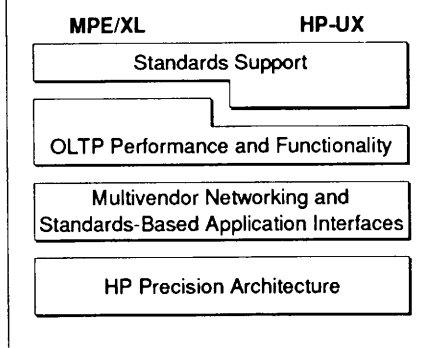 MPE/XL HP-UX
Standards Support
OLTP Performance and Functionality
Multivendor Networking and
Standards-Based Application Interfaces
HP Precision Architecture